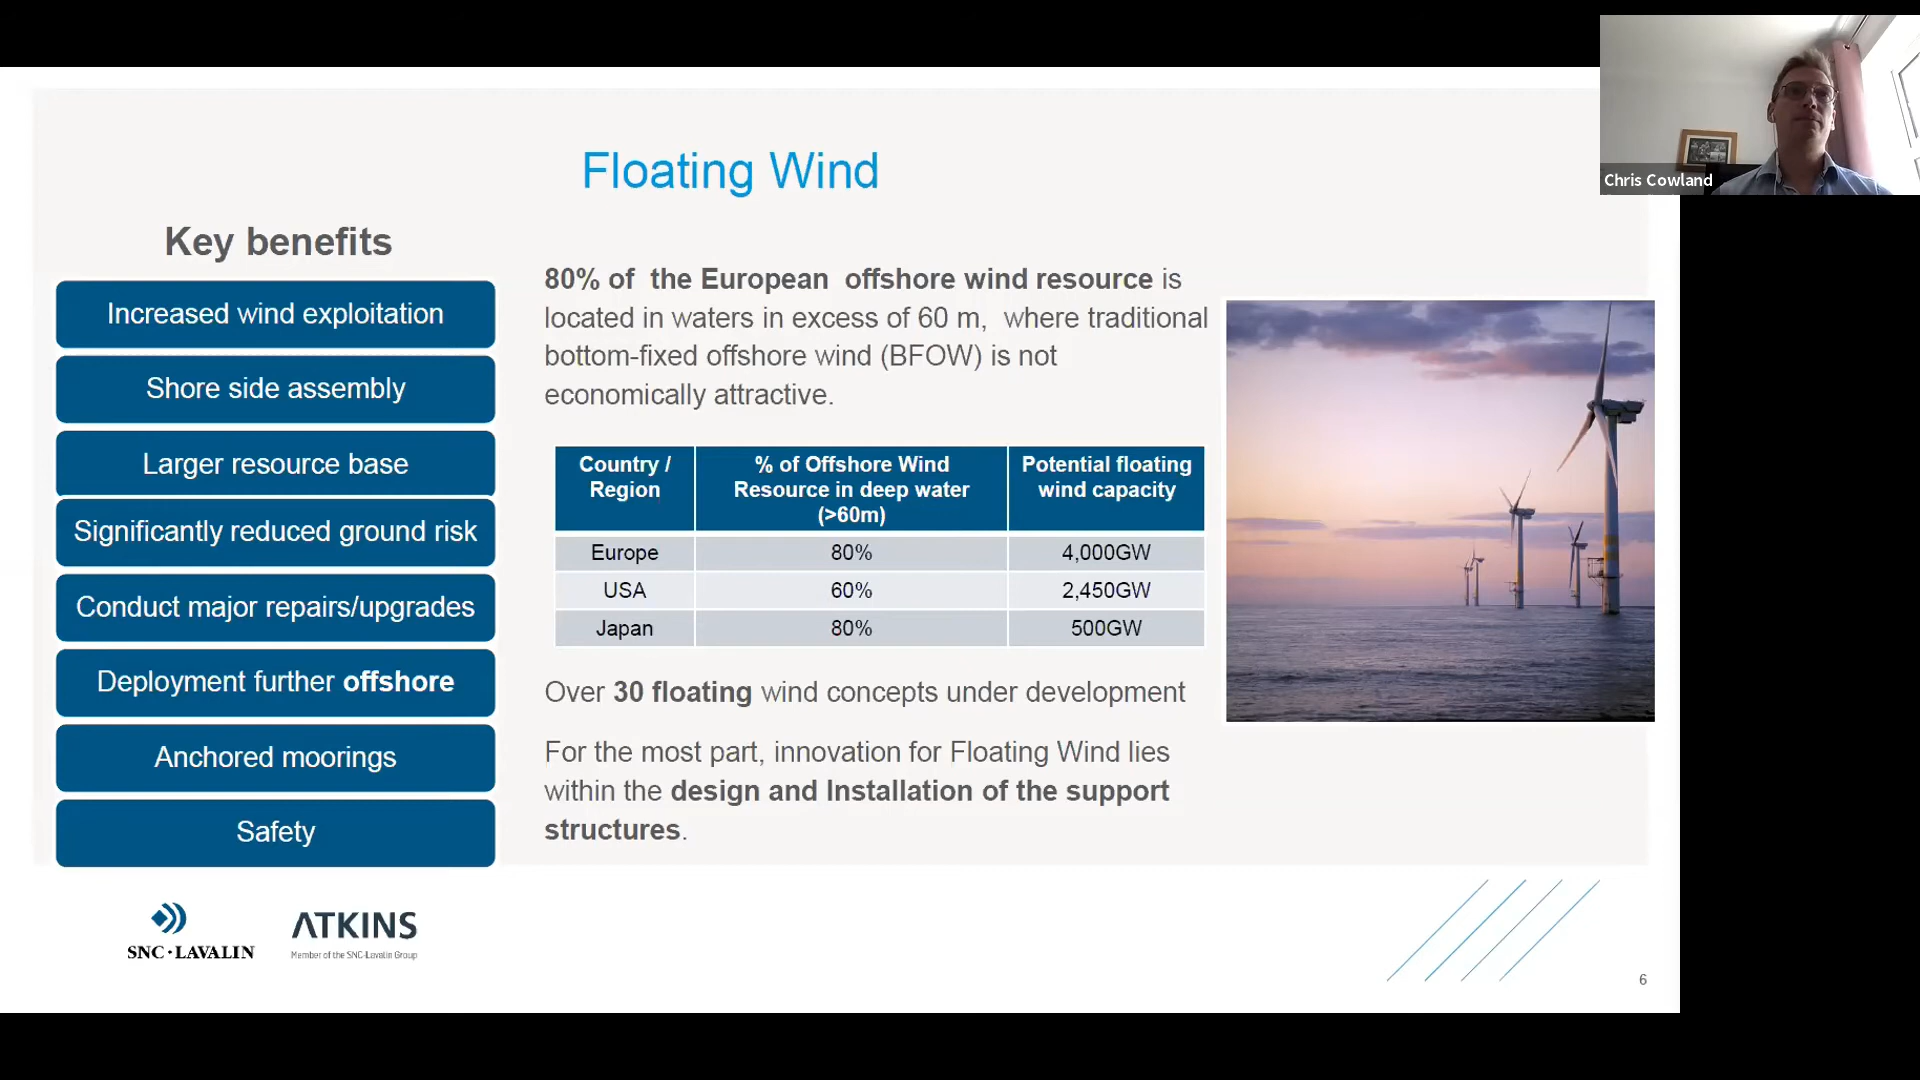 Chris Cowland
Floating Wind
Key benefits
Increased wind exploitation
Shore side assembly
Larger resource base
Significantly reduced ground risk
Conduct major repairs/upgrades
Deployment further offshore
Anchored moorings
Safety
80% of the European offshore wind resource is
located in waters in excess of 60 m, where traditional
bottom-fixed offshore wind (BFOW) is not
economically attractive.
Country / Region % of Offshore Wind Resource in deep water (>60m) Potential floating wind capacity
Europe 80% 4,000GW
USA 60% 2,450GW
Japan 80% 500GW
Over 30 floating wind concepts under development
For the most part, innovation for Floating Wind lies
within the design and Installation of the support
structures.
SNC·LAVALIN
ATKINS
Member of the SNC-Lavalin Group
6